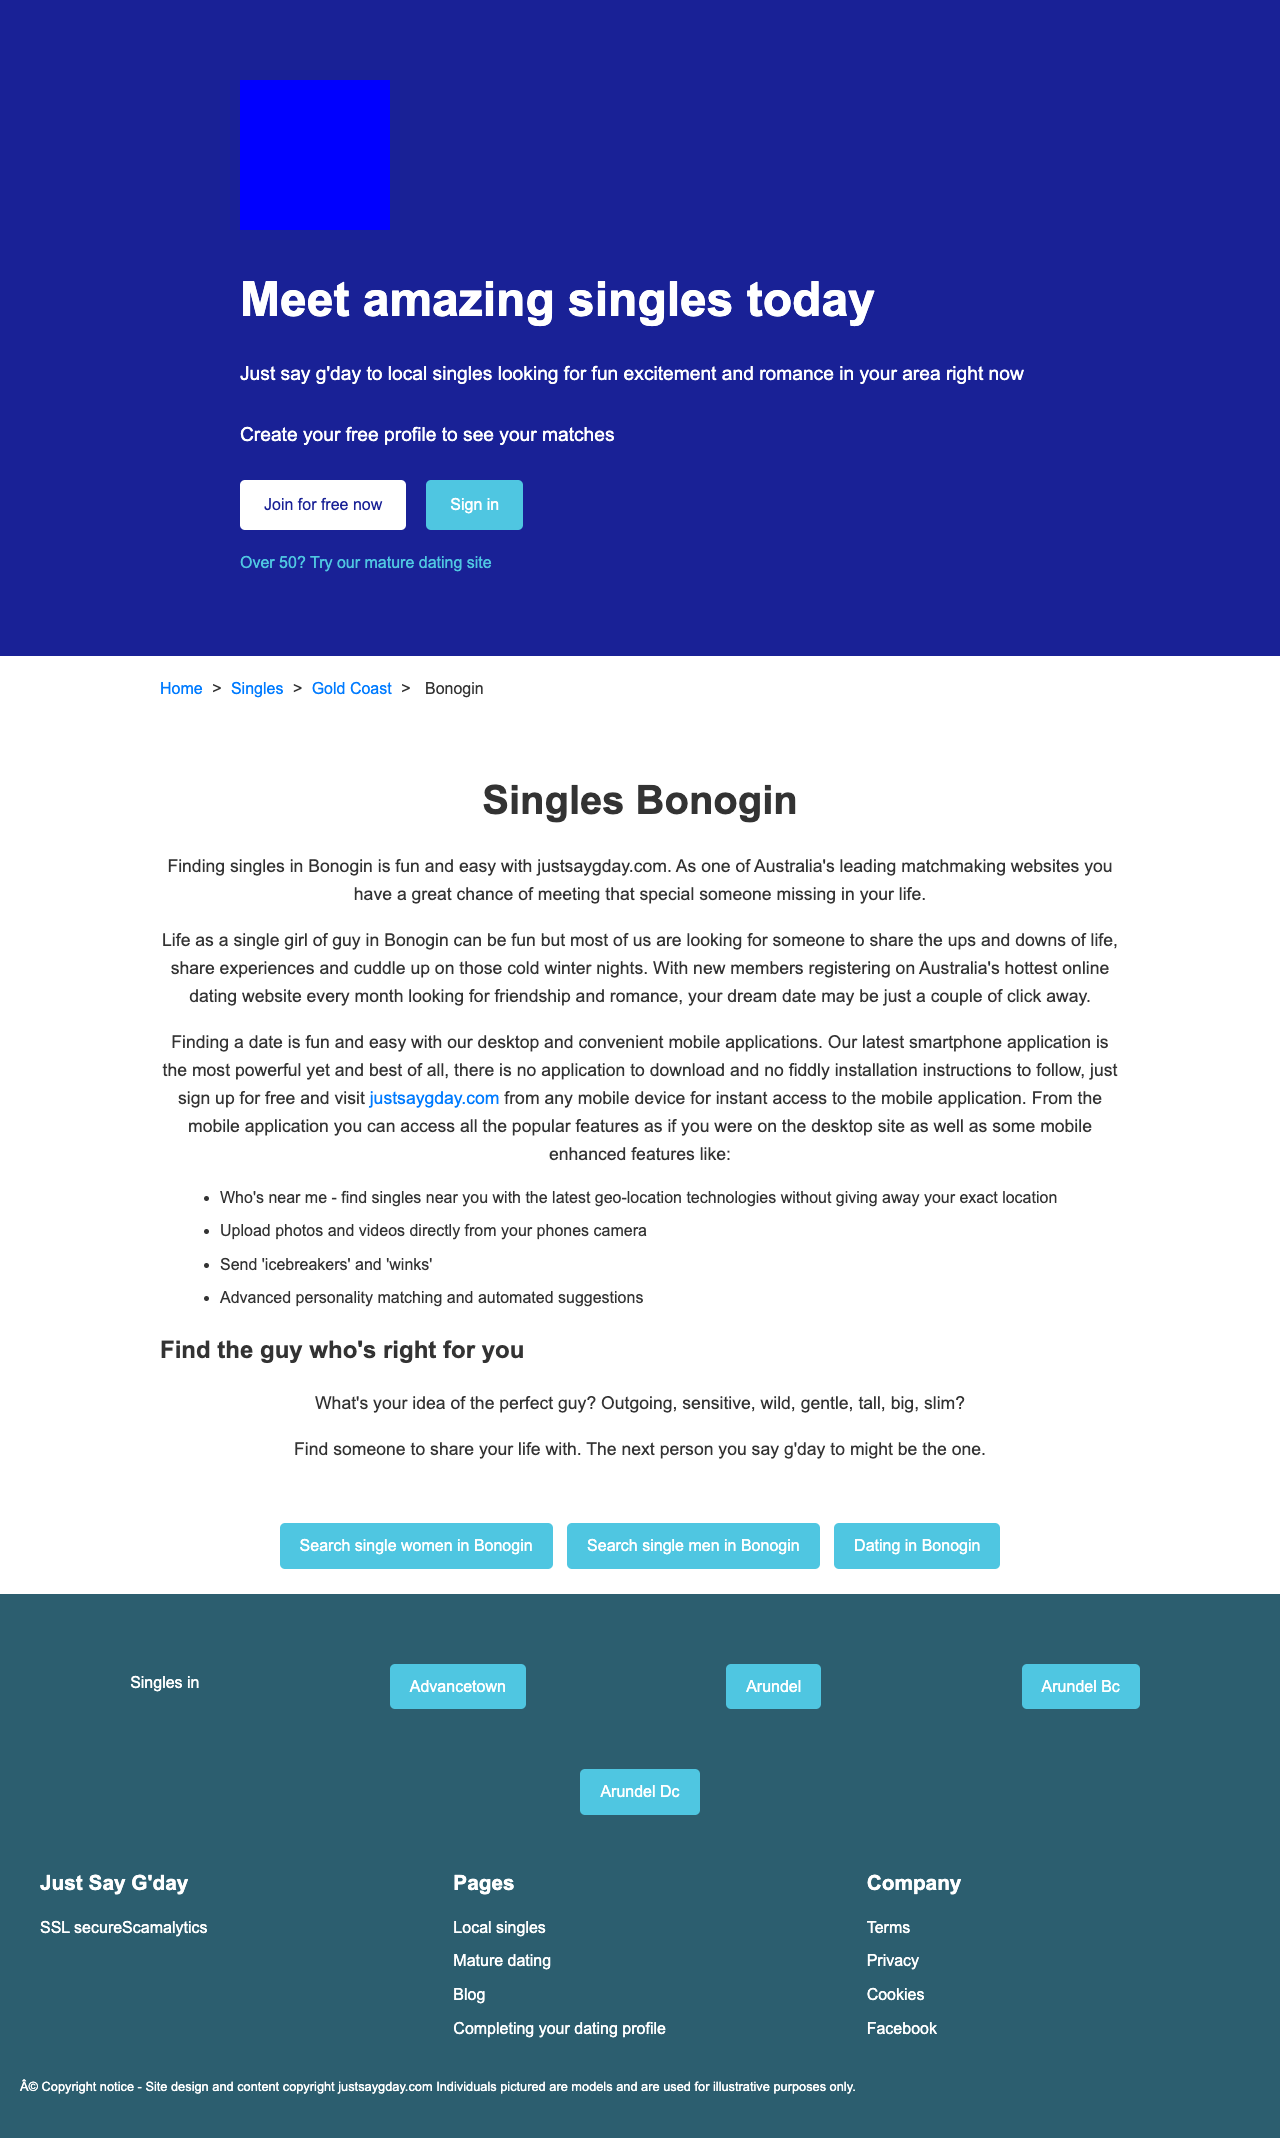 Meet amazing singles today
Just say g'day to local singles looking for fun excitement and romance in your area right now
Create your free profile to see your matches
Join for free now Sign in
Over 50? Try our mature dating site
Home > Singles > Gold Coast > Bonogin
Singles Bonogin
Finding singles in Bonogin is fun and easy with justsaygday.com. As one of Australia's leading matchmaking websites you
have a great chance of meeting that special someone missing in your life.
Life as a single girl of guy in Bonogin can be fun but most of us are looking for someone to share the ups and downs of life,
share experiences and cuddle up on those cold winter nights. With new members registering on Australia's hottest online
dating website every month looking for friendship and romance, your dream date may be just a couple of click away.
Finding a date is fun and easy with our desktop and convenient mobile applications. Our latest smartphone application is
the most powerful yet and best of all, there is no application to download and no fiddly installation instructions to follow, just
sign up for free and visit justsaygday.com from any mobile device for instant access to the mobile application. From the
mobile application you can access all the popular features as if you were on the desktop site as well as some mobile
enhanced features like:
• Who's near me - find singles near you with the latest geo-location technologies without giving away your exact location
• Upload photos and videos directly from your phones camera
• Send 'icebreakers' and 'winks'
• Advanced personality matching and automated suggestions
Find the guy who's right for you
What's your idea of the perfect guy? Outgoing, sensitive, wild, gentle, tall, big, slim?
Find someone to share your life with. The next person you say g'day to might be the one.
Search single women in Bonogin Search single men in Bonogin Dating in Bonogin
Singles in Advancetown Arundel Arundel Bc
Arundel Dc
Just Say G'day
SSL secureScamalytics
Pages
Local singles
Mature dating
Blog
Completing your dating profile
Company
Terms
Privacy
Cookies
Facebook
Â© Copyright notice - Site design and content copyright justsaygday.com Individuals pictured are models and are used for illustrative purposes only.